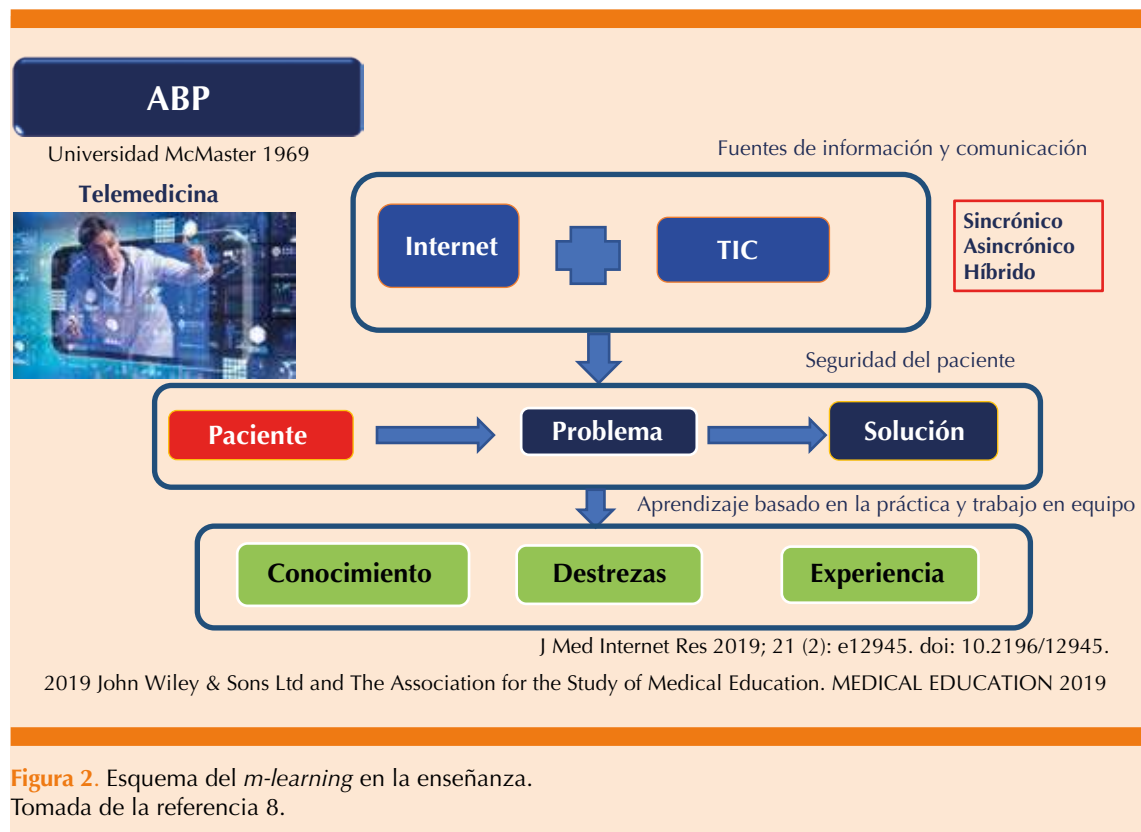 ABP
Universidad McMaster 1969
Telemedicina
Fuentes de información y comunicación
Internet
TIC
Sincrónico
Asincrónico
Híbrido
Seguridad del paciente
Paciente
Problema
Solución
Aprendizaje basado en la práctica y trabajo en equipo
Conocimiento
Destrezas
Experiencia
J Med Internet Res 2019; 21 (2): e12945. doi: 10.2196/12945.
2019 John Wiley & Sons Ltd and The Association for the Study of Medical Education. MEDICAL EDUCATION 2019
Figura 2. Esquema del m-learning en la enseñanza.
Tomada de la referencia 8.